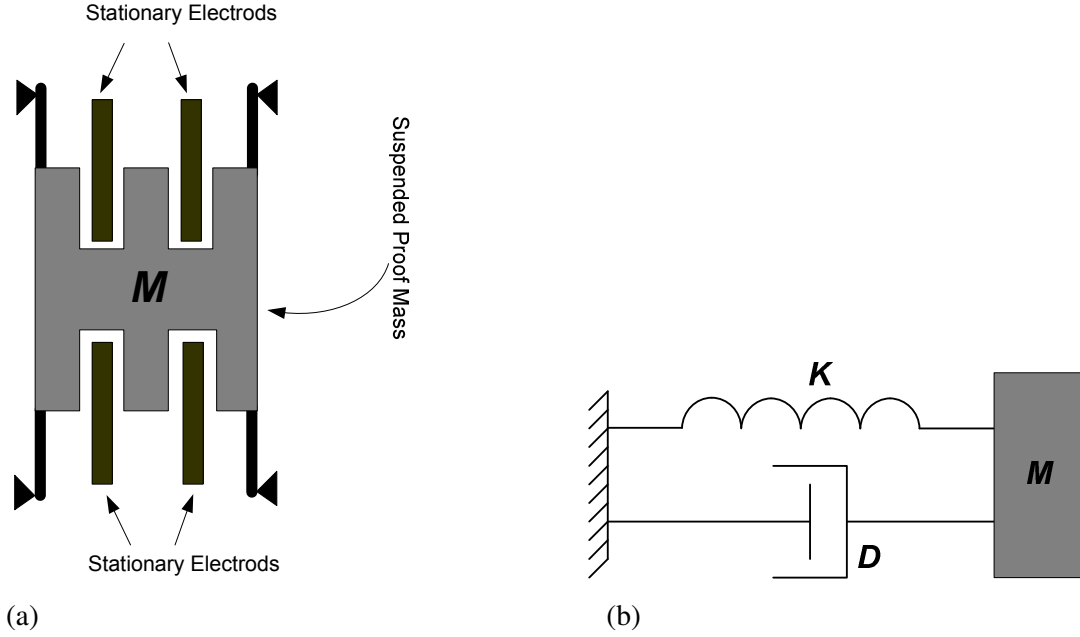 Stationary Electrods
Suspended Proof Mass
M
Stationary Electrods
(a)
K
M
D
(b)